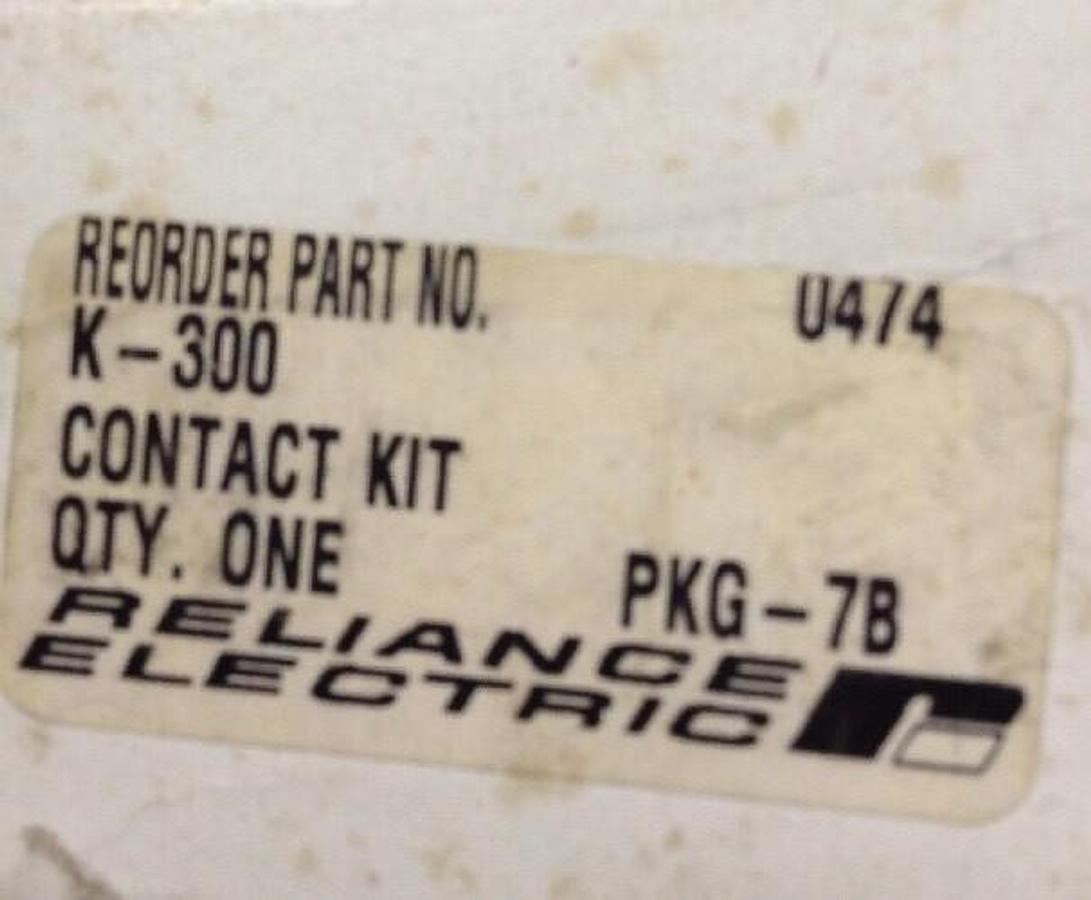 REORDER PART NO. 0474
K-300
CONTACT KIT
QTY. ONE PKG-7B
RELIANCE
ELECTRIC